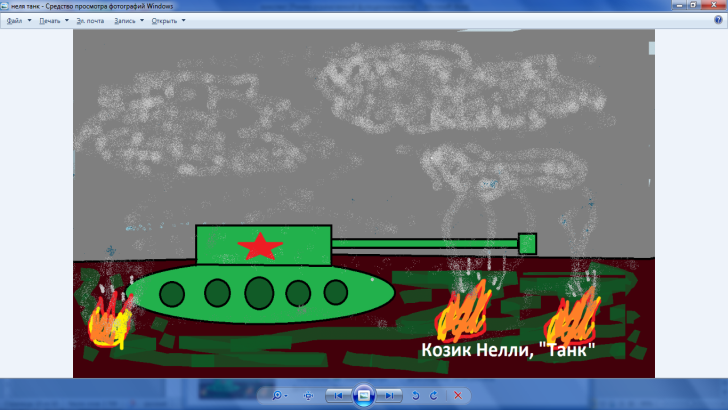 неля танк - Средство просмотра фотографий Windows
Файл Печать Эл. почта Запись Открыть
Козик Нелли, "Танк"